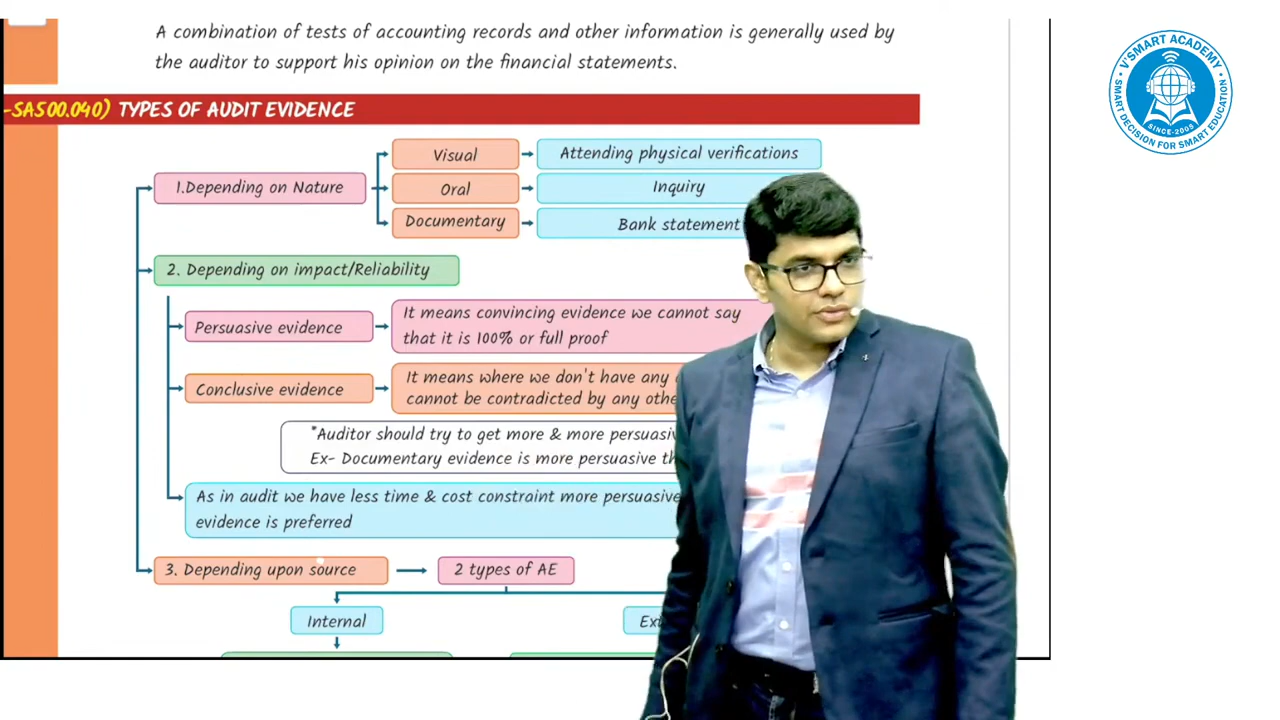 A combination of tests of accounting records and other information is generally used by
the auditor to support his opinion on the financial statements.
-SA500.040) TYPES OF AUDIT EVIDENCE
1.Depending on Nature
Visual
Attending physical verifications
Oral
Inquiry
Documentary
Bank statement
2. Depending on impact/Reliability
Persuasive evidence
It means convincing evidence we cannot say
that it is 100% or full proof
Conclusive evidence
It means where we don't have any
cannot be contradicted by any
*Auditor should try to get more & more
Ex- Documentary evidence is more persuasive
As in audit we have less time & cost constraint more persuasive
evidence is preferred
3. Depending upon source
2 types of AE
Internal
V'SMART ACADEMY
SINCE-2009
SMART DECISION FOR SMART EDUCATION